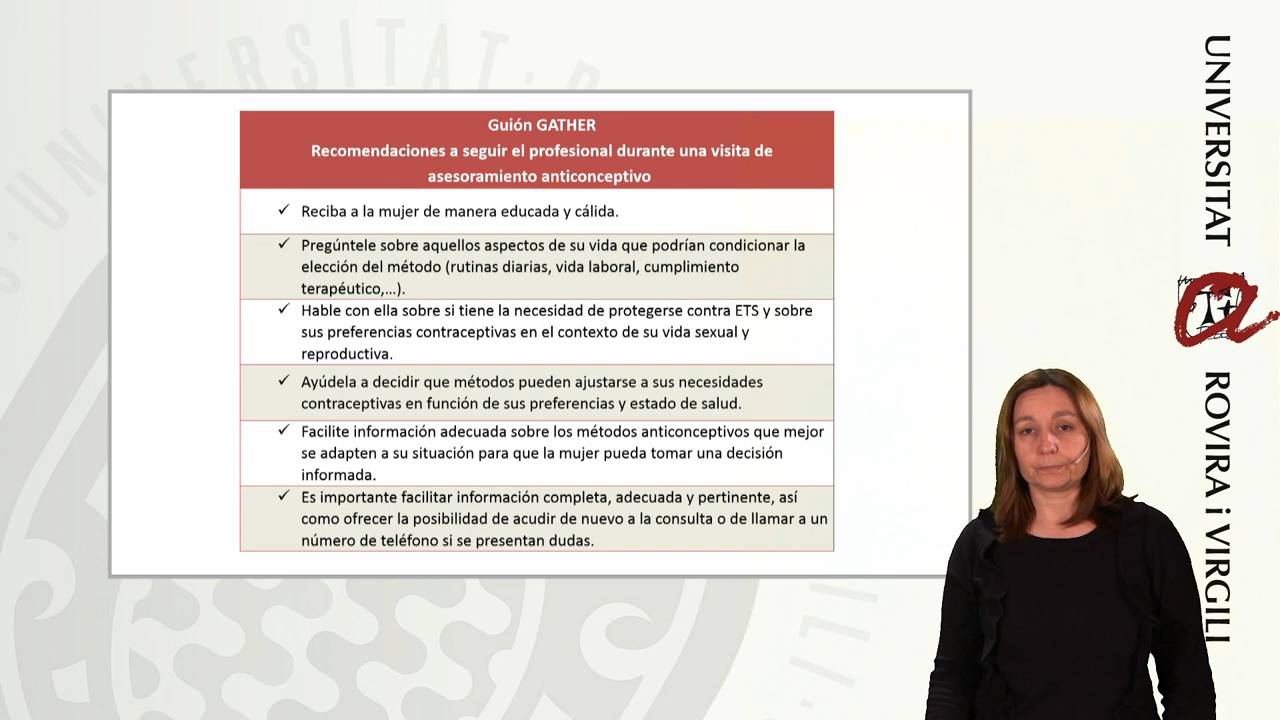 Guión GATHER
Recomendaciones a seguir el profesional durante una visita de
asesoramiento anticonceptivo
✓ Reciba a la mujer de manera educada y cálida.
✓ Pregúntele sobre aquellos aspectos de su vida que podrían condicionar la
elección del método (rutinas diarias, vida laboral, cumplimiento
terapéutico,...).
✓ Hable con ella sobre si tiene la necesidad de protegerse contra ETS y sobre
sus preferencias contraceptivas en el contexto de su vida sexual y
reproductiva.
✓ Ayúdela a decidir que métodos pueden ajustarse a sus necesidades
contraceptivas en función de sus preferencias y estado de salud.
✓ Facilite información adecuada sobre los métodos anticonceptivos que mejor
se adapten a su situación para que la mujer pueda tomar una decisión
informada.
✓ Es importante facilitar información completa, adecuada y pertinente, así
como ofrecer la posibilidad de acudir de nuevo a la consulta o de llamar a un
número de teléfono si se presentan dudas.
UNIVERSITAT
ROVIRA i VIRGILI